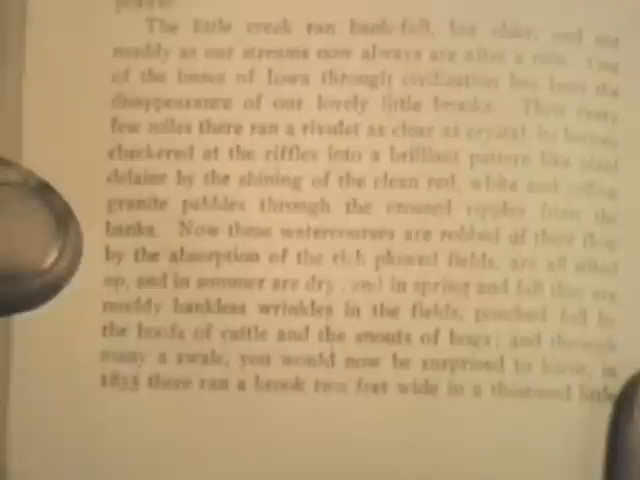 The little creek ran bank-full, but clear, and not
muddy as our streams now always are after a rain. One
of the losses of Iowa through civilization has been the
disappearance of our lovely little brooks. Then every
few miles there ran a rivulet as clear as crystal, its bottom
checkered at the riffles into a brilliant pattern like plaid
delaine by the shining of the clean red, white and yellow
granite pebbles through the crossed ripples from the
banks. Now these watercourses are robbed of their flow
by the absorption of the rich plowed fields, are all silted
up, and in summer are dry; and in spring and fall they are
muddy bankless wrinkles in the fields, poached full by
the hoofs of cattle and the snouts of hogs; and through
many a swale, you would now be surprised to know, in
1855 there ran a brook two feet wide in a thousand little